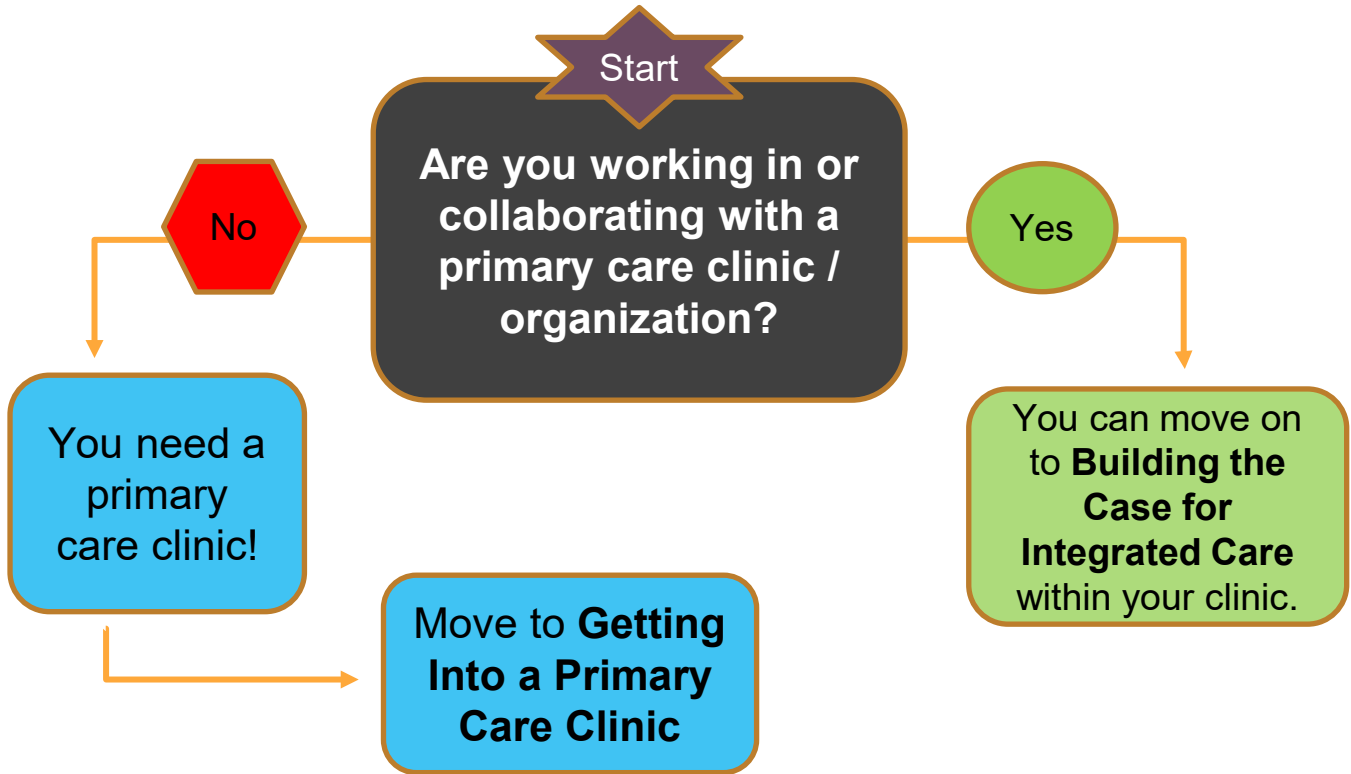 Start
Are you working in or
collaborating with a
primary care clinic /
organization?
No
Yes
You need a
primary
care clinic!
You can move on
to Building the
Case for
Integrated Care
within your clinic.
Move to Getting
Into a Primary
Care Clinic